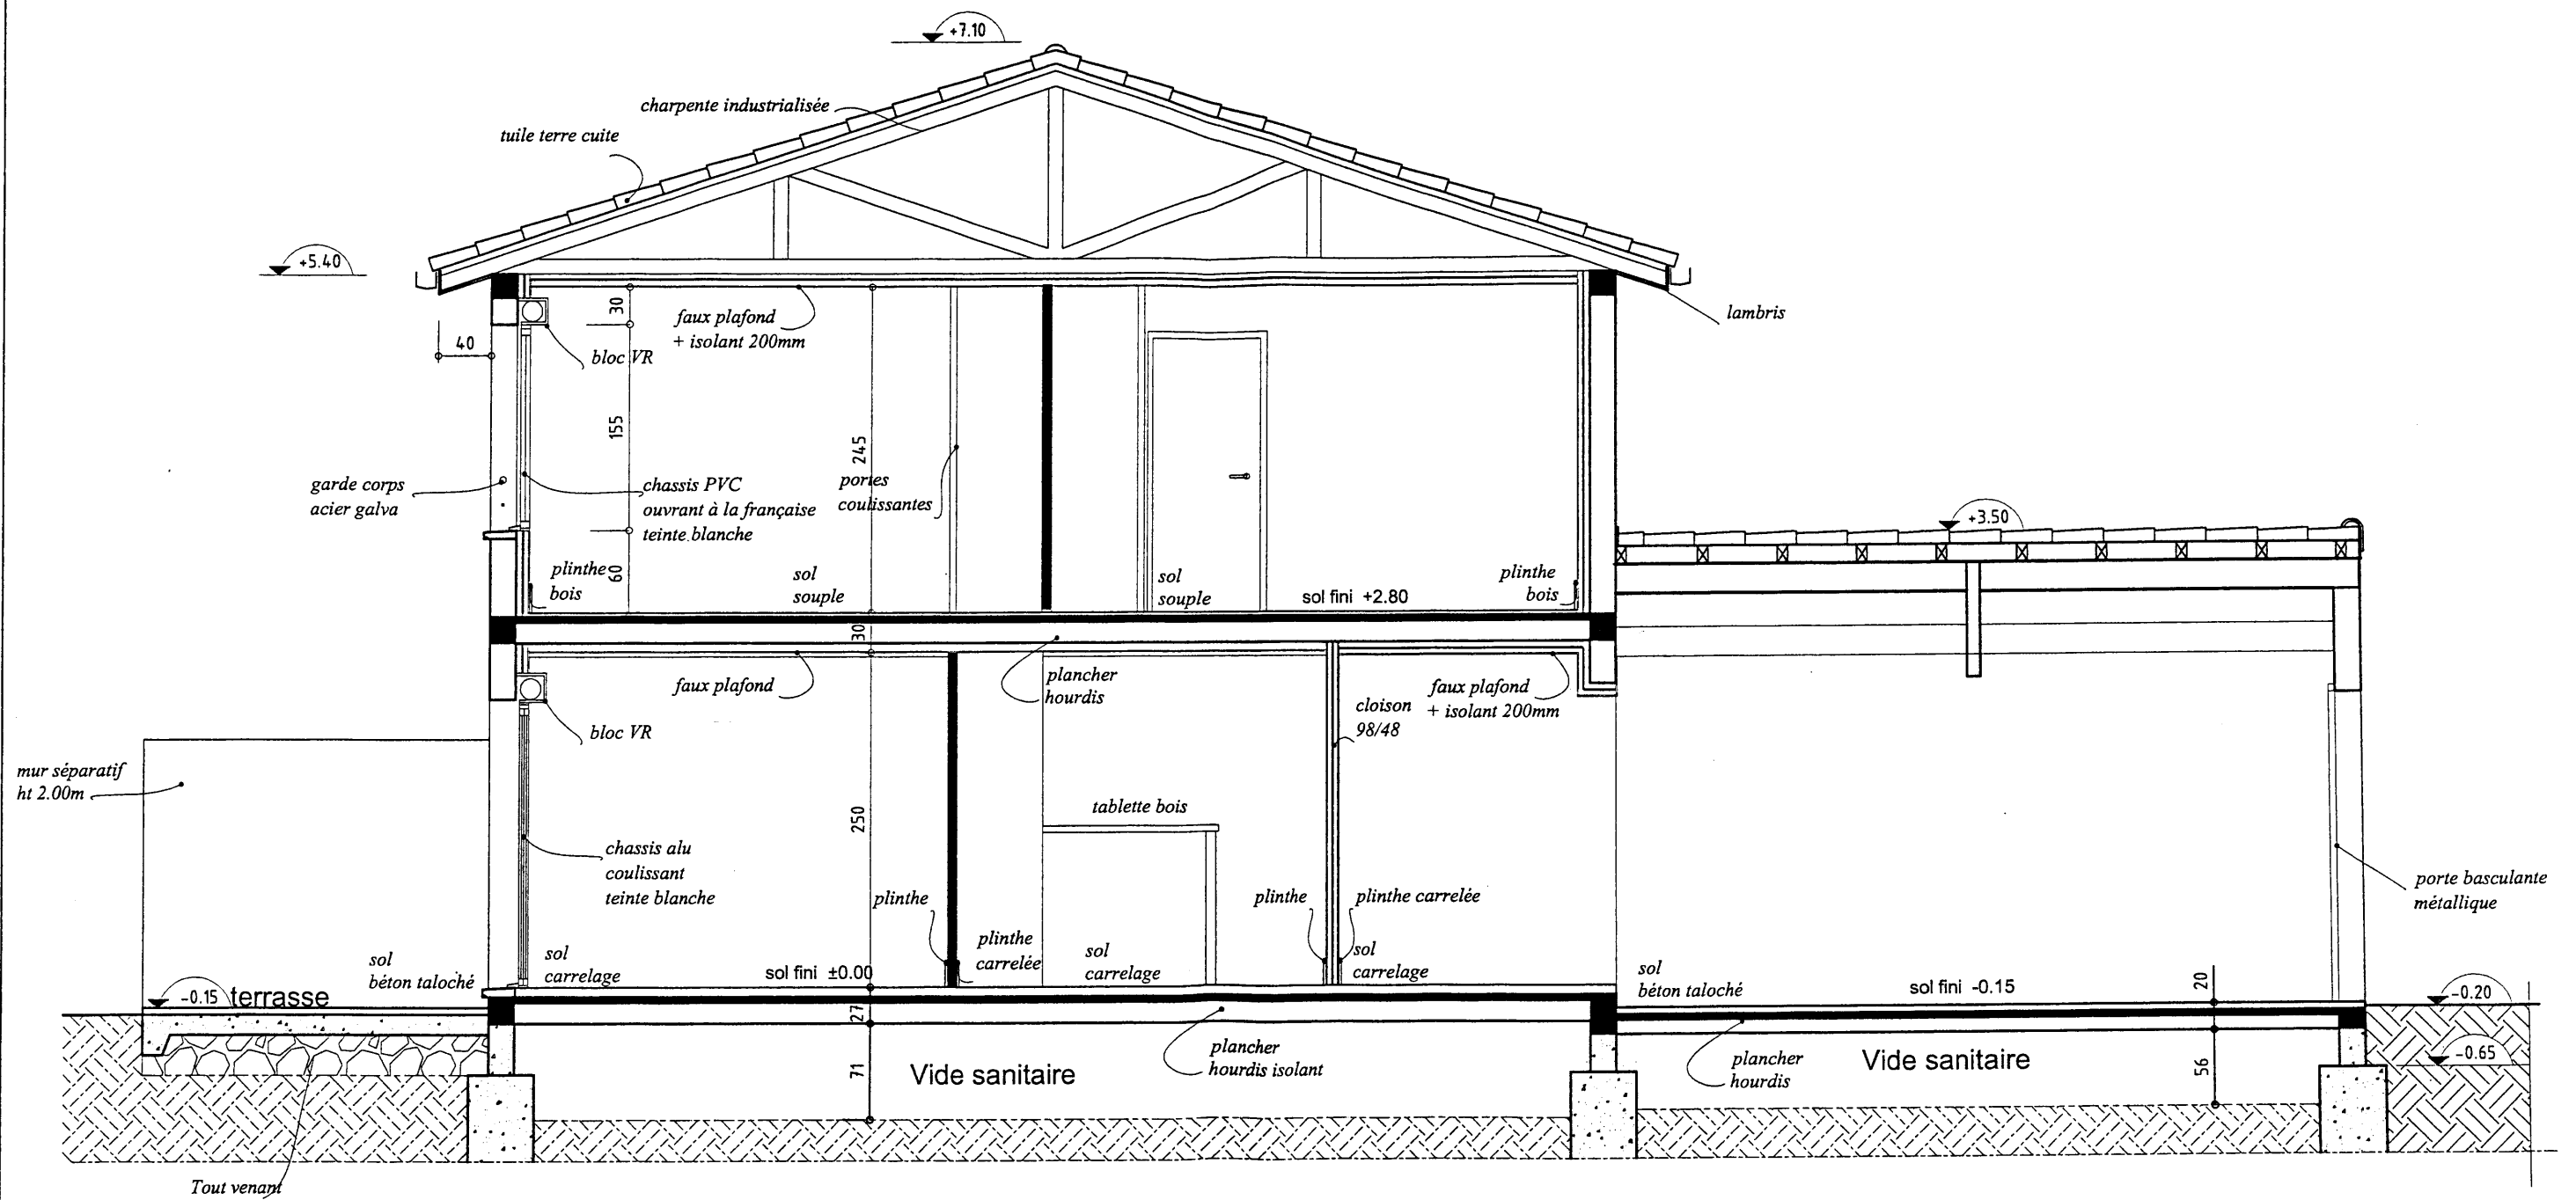 +7.10
charpente industrialisée
tuile terre cuite
+5.40
30
faux plafond
+ isolant 200mm
lambris
40
bloc VR
155
245
garde corps
acier galva
chassis PVC
ouvrant à la française
teinte blanche
portes
coulissantes
+3.50
plinthe
bois
60
sol
souple
sol
souple
sol fini +2.80
plinthe
bois
30
faux plafond
plancher
hourdis
faux plafond
+ isolant 200mm
cloison
98/48
bloc VR
mur séparatif
ht 2.00m
250
tablette bois
chassis alu
coulissant
teinte blanche
plinthe
plinthe
plinthe carrelée
porte basculante
métallique
plinthe
carrelée
sol
béton taloché
sol
carrelage
sol fini ±0.00
sol
carrelage
sol
carrelage
sol
béton taloché
sol fini -0.15
20
-0.20
-0.15
terrasse
27
71
Vide sanitaire
plancher
hourdis isolant
plancher
hourdis
Vide sanitaire
56
-0.65
Tout venant